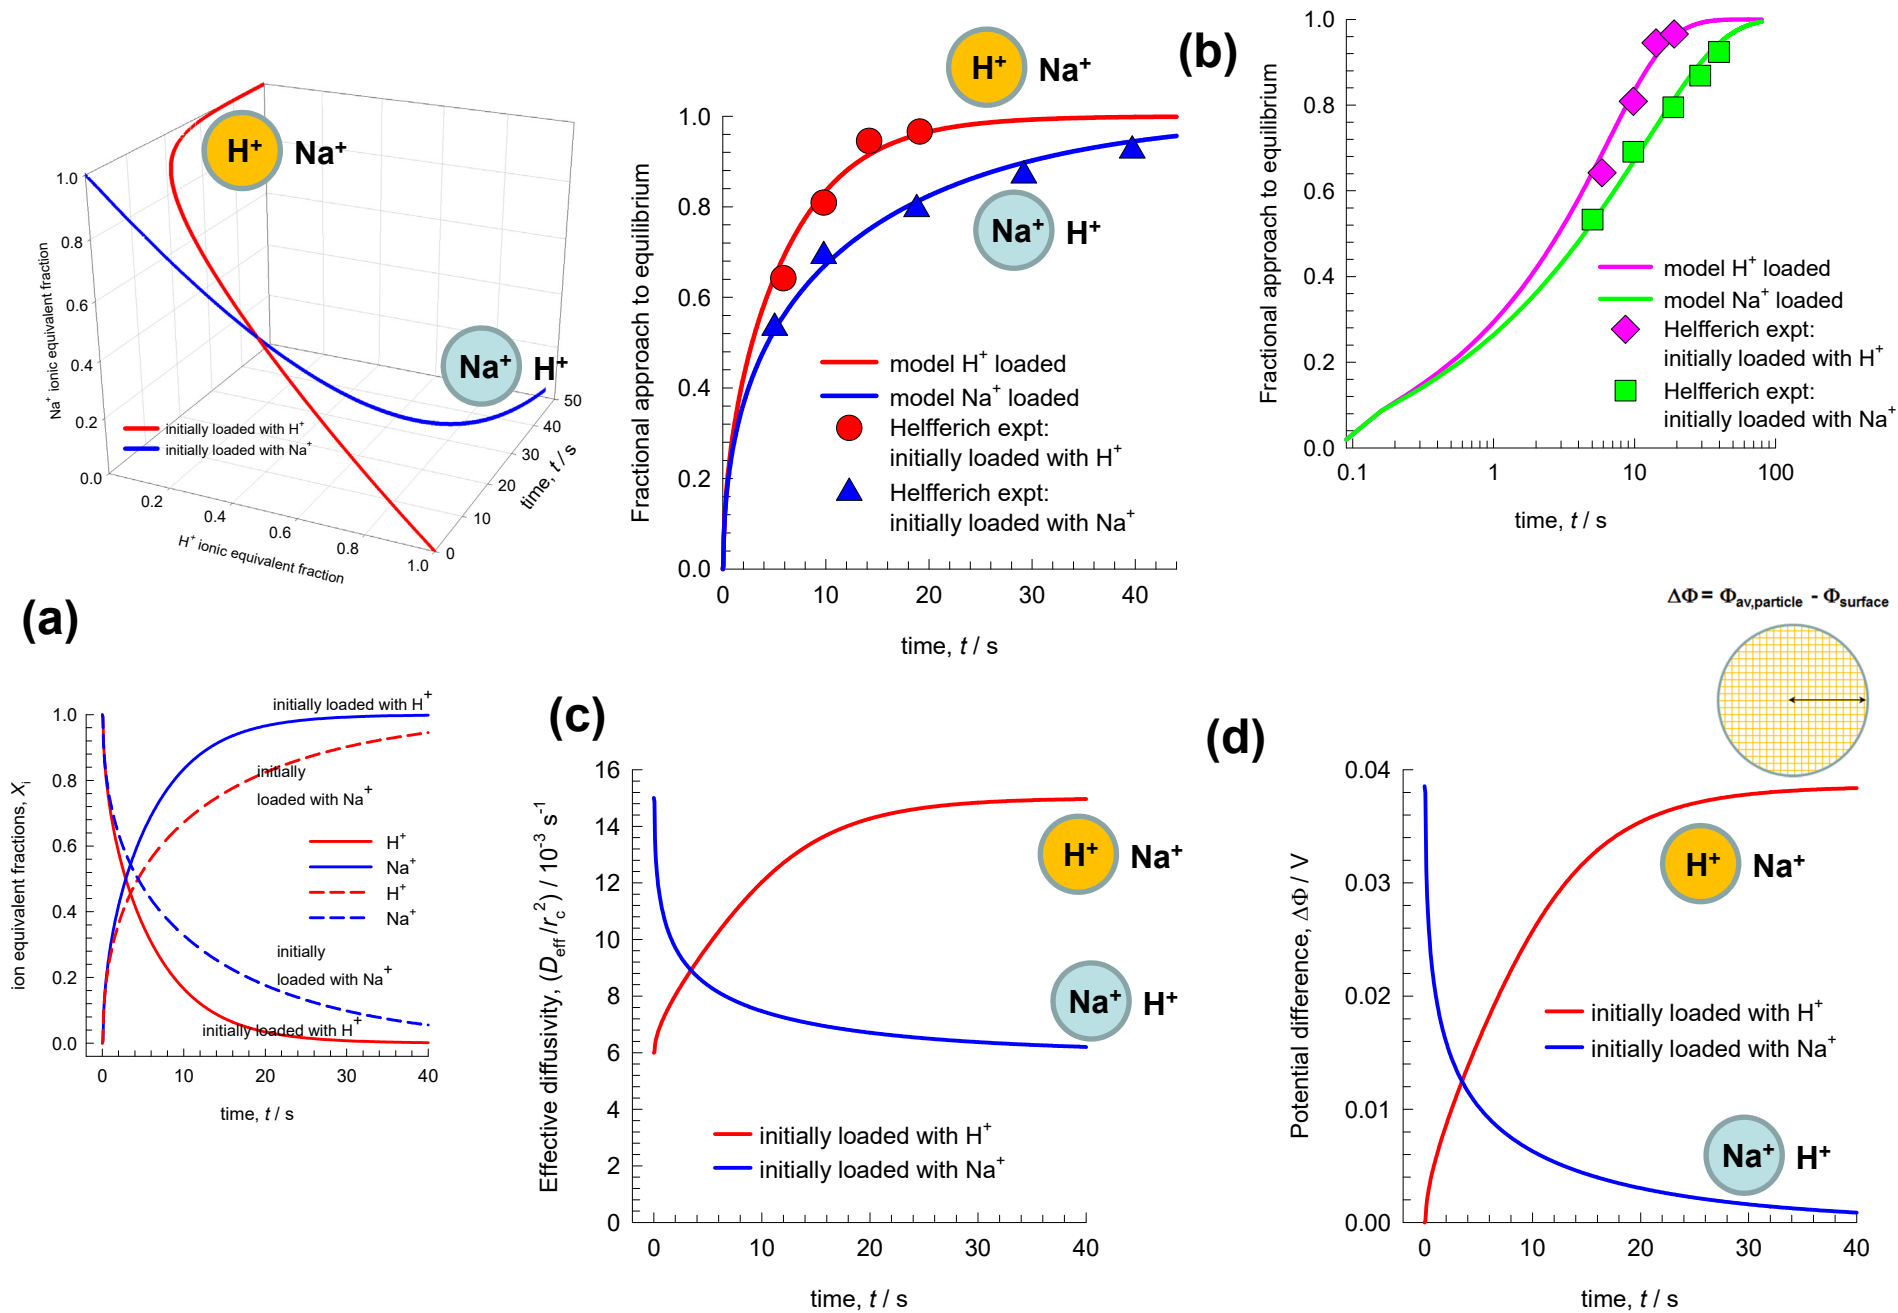 H+ Na+
1.0
0.8
0.6
0.4
0.2
0.0
Na+ ionic equivalent fraction
Na+ H+
initially loaded with H+
initially loaded with Na+
0.2
0.4
0.6
0.8
1.0
H+ ionic equivalent fraction
0
10
20
30
40
50
time, t / s
H+ Na+
1.0
0.8
0.6
0.4
0.2
0.0
Fractional approach to equilibrium
Na+ H+
model H+ loaded
model Na+ loaded
Helfferich expt:
initially loaded with H+
Helfferich expt:
initially loaded with Na+
0 10 20 30 40
time, t / s
(b)
1.0
0.8
0.6
0.4
0.2
0.0
Fractional approach to equilibrium
model H+ loaded
model Na+ loaded
Helfferich expt:
initially loaded with H+
Helfferich expt:
initially loaded with Na+
0.1 1 10 100
time, t / s
(a)
initially loaded with H+
1.0
0.8
0.6
0.4
0.2
0.0
ion equivalent fractions, Xi
initially
loaded with Na+
H+
Na+
H+
Na+
initially
loaded with Na+
initially loaded with H+
0 10 20 30 40
time, t / s
(c)
16
14
12
10
8
6
4
2
0
Effective diffusivity, (Deff /rc2) / 10-3 s-1
H+ Na+
Na+ H+
initially loaded with H+
initially loaded with Na+
0 10 20 30 40
time, t / s
ΔΦ = Φav,particle - Φsurface
(d)
0.04
0.03
0.02
0.01
0.00
Potential difference, ΔΦ / V
H+ Na+
initially loaded with H+
initially loaded with Na+
Na+ H+
0 10 20 30 40
time, t / s